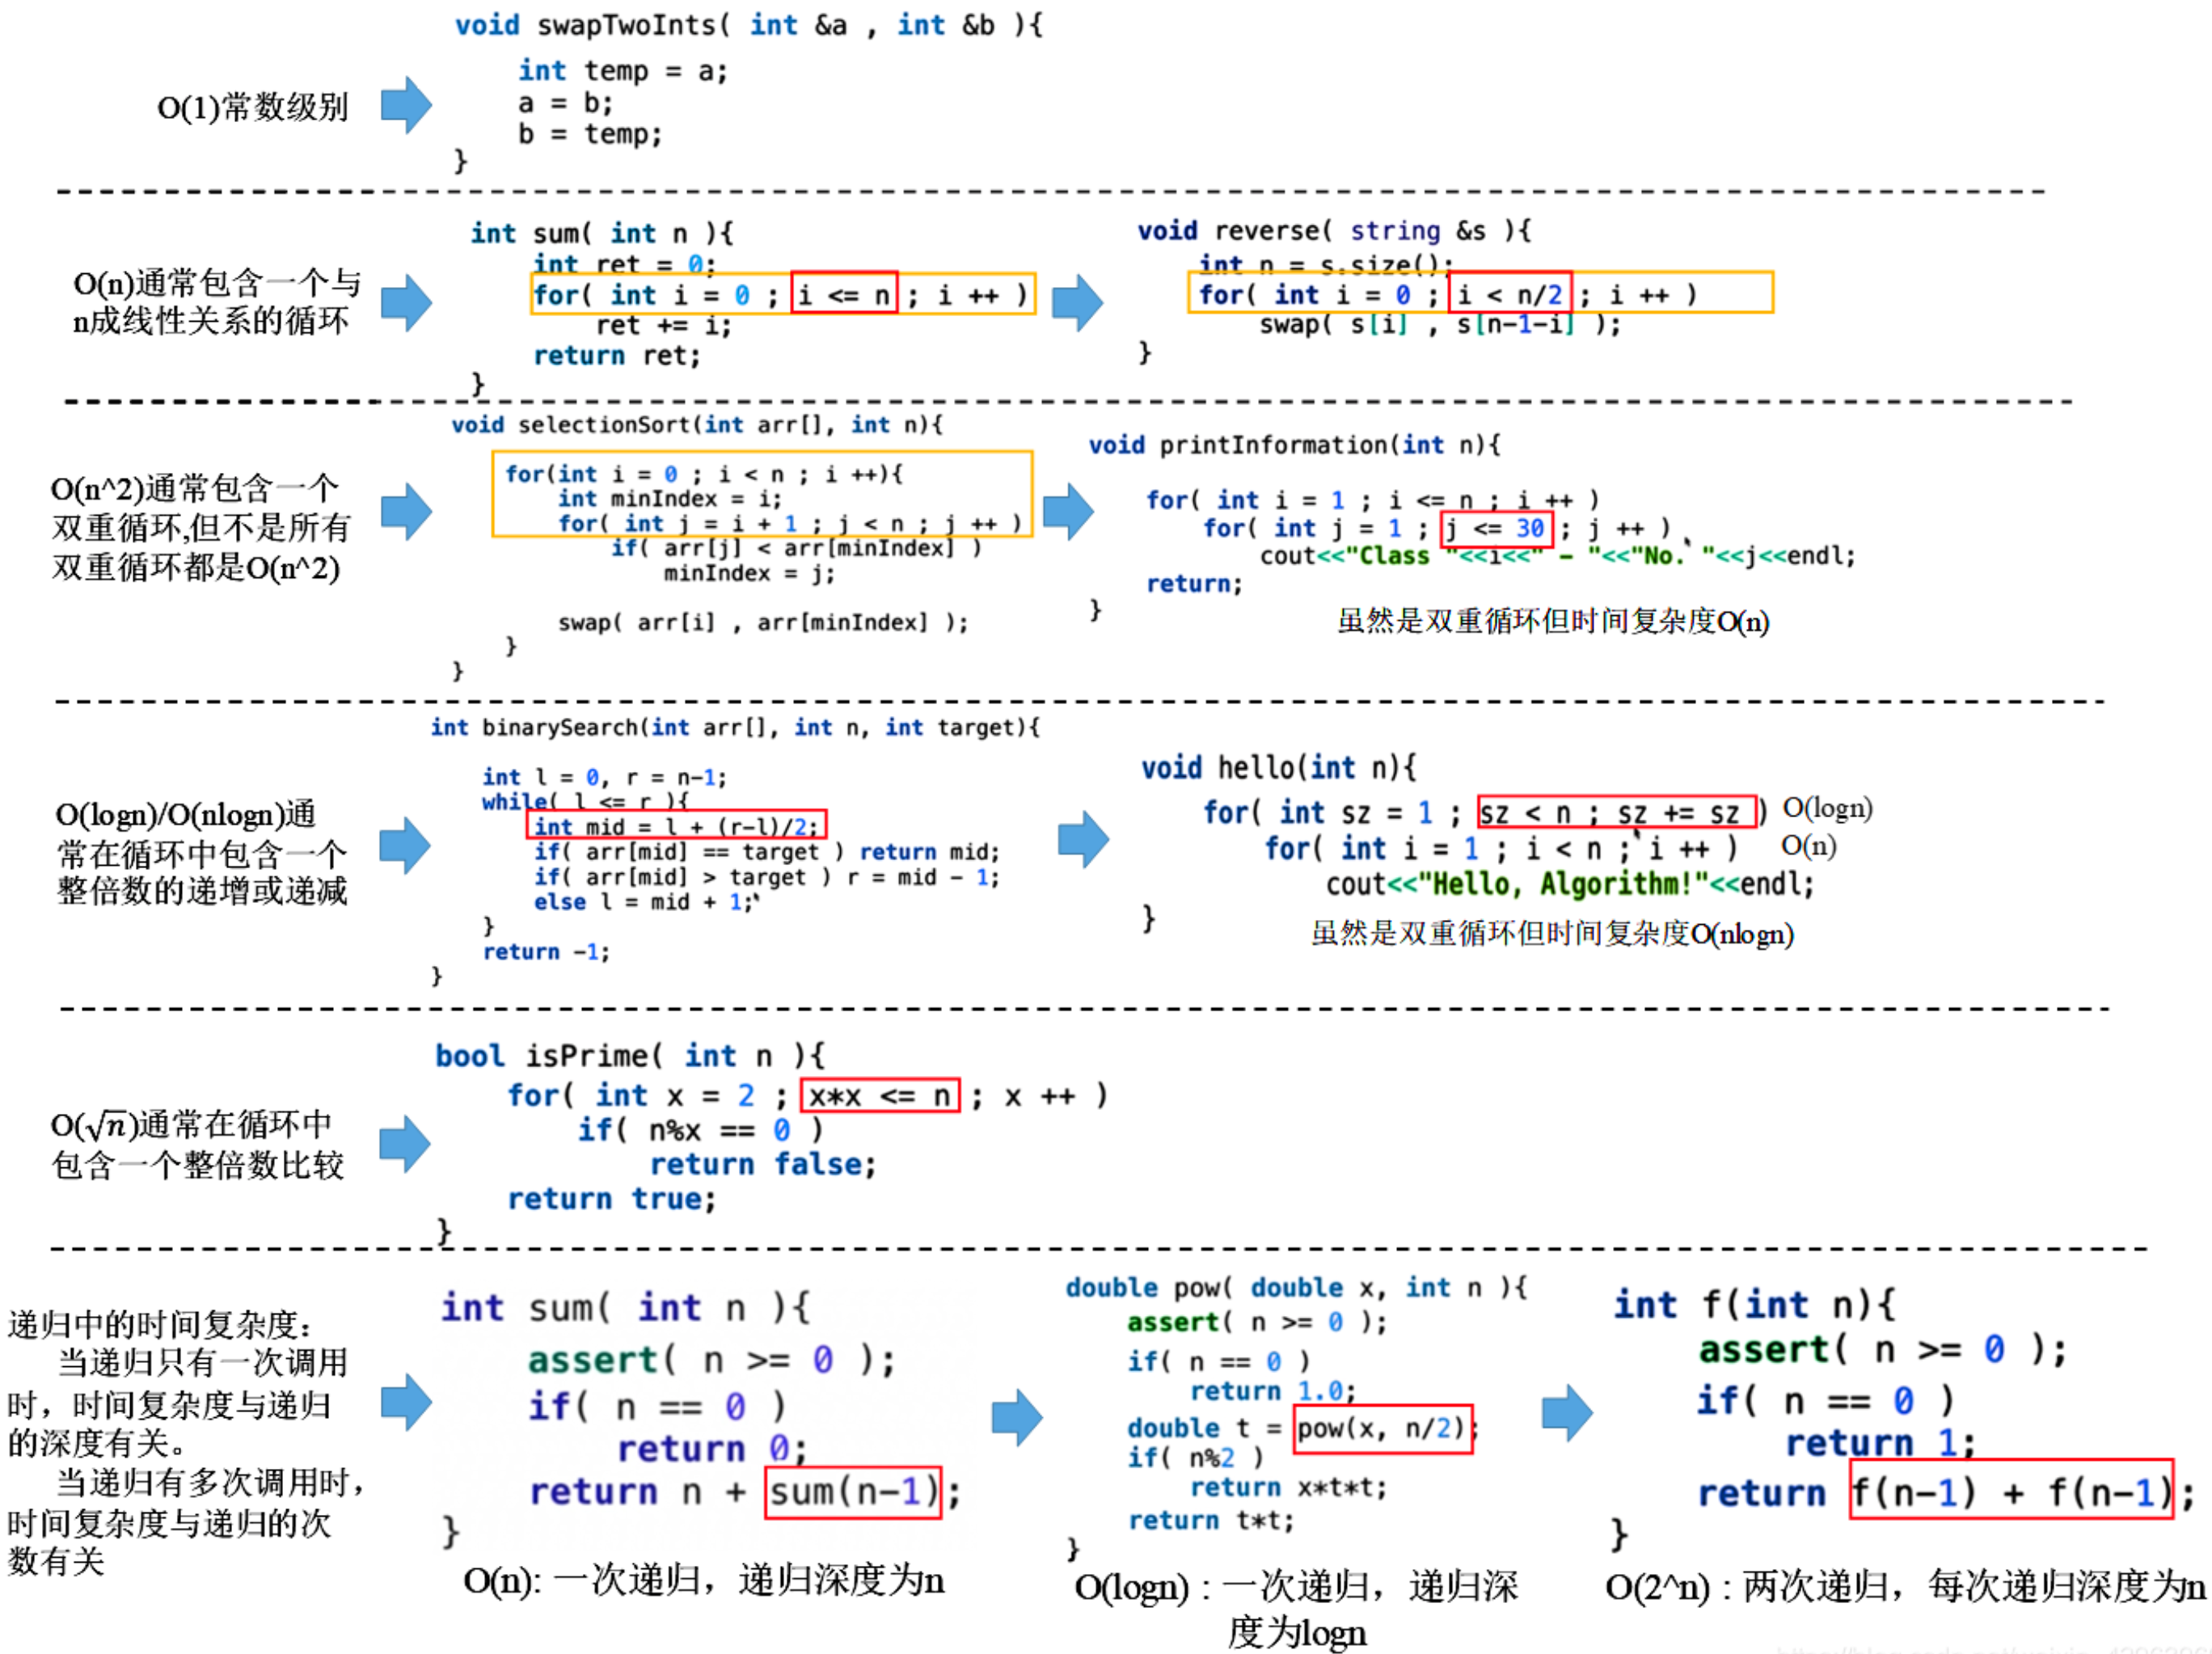 void swapTwoInts( int &a , int &b ){
int temp = a;
a = b;
b = temp;
}
O(1)常数级别
O(n)通常包含一个与
n成线性关系的循环
int sum( int n ){
int ret = 0;
for( int i = 0 ; i <= n ; i ++ )
ret += i;
return ret;
}
void reverse( string &s ){
int n = s.size();
for( int i = 0 ; i < n/2 ; i ++ )
swap( s[i] , s[n-1-i] );
}
O(n^2)通常包含一个
双重循环,但不是所有
双重循环都是O(n^2)
void selectionSort(int arr[], int n){
for(int i = 0 ; i < n ; i ++){
int minIndex = i;
for( int j = i + 1 ; j < n ; j ++ )
if( arr[j] < arr[minIndex] )
minIndex = j;
swap( arr[i] , arr[minIndex] );
}
}
void printInformation(int n){
for( int i = 1 ; i <= n ; i ++ )
for( int j = 1 ; j <= 30 ; j ++ )
cout<<"Class "<<i<<" - "<<"No. "<<j<<endl;
return;
}
虽然是双重循环但时间复杂度O(n)
O(logn)/O(nlogn)通
常在循环中包含一个
整倍数的递增或递减
int binarySearch(int arr[], int n, int target){
int l = 0, r = n-1;
while( l <= r ){
int mid = l + (r-l)/2;
if( arr[mid] == target ) return mid;
if( arr[mid] > target ) r = mid - 1;
else l = mid + 1;
}
return -1;
}
void hello(int n){
for( int sz = 1 ; sz < n ; sz += sz ) O(logn)
for( int i = 1 ; i < n ; i ++ ) O(n)
cout<<"Hello, Algorithm!"<<endl;
}
虽然是双重循环但时间复杂度O(nlogn)
O(√n)通常在循环中
包含一个整倍数比较
bool isPrime( int n ){
for( int x = 2 ; x*x <= n ; x ++ )
if( n%x == 0 )
return false;
return true;
}
递归中的时间复杂度：
当递归只有一次调用
时，时间复杂度与递归
的深度有关。
当递归有多次调用时，
时间复杂度与递归的次
数有关
int sum( int n ){
assert( n >= 0 );
if( n == 0 )
return 0;
return n + sum(n-1);
}
O(n): 一次递归，递归深度为n
double pow( double x, int n ){
assert( n >= 0 );
if( n == 0 )
return 1.0;
double t = pow(x, n/2);
if( n%2 )
return x*t*t;
return t*t;
}
O(logn) : 一次递归，递归深
度为logn
int f(int n){
assert( n >= 0 );
if( n == 0 )
return 1;
return f(n-1) + f(n-1);
}
O(2^n) : 两次递归，每次递归深度为n